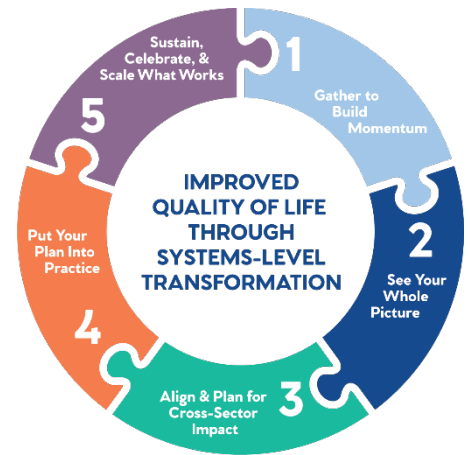 1
Gather to
Build
Momentum
2
See Your
Whole
Picture
3
Align & Plan for
Cross-Sector
Impact
4
Put Your
Plan Into
Practice
5
Sustain,
Celebrate, &
Scale What Works
IMPROVED
QUALITY OF LIFE
THROUGH
SYSTEMS-LEVEL
TRANSFORMATION